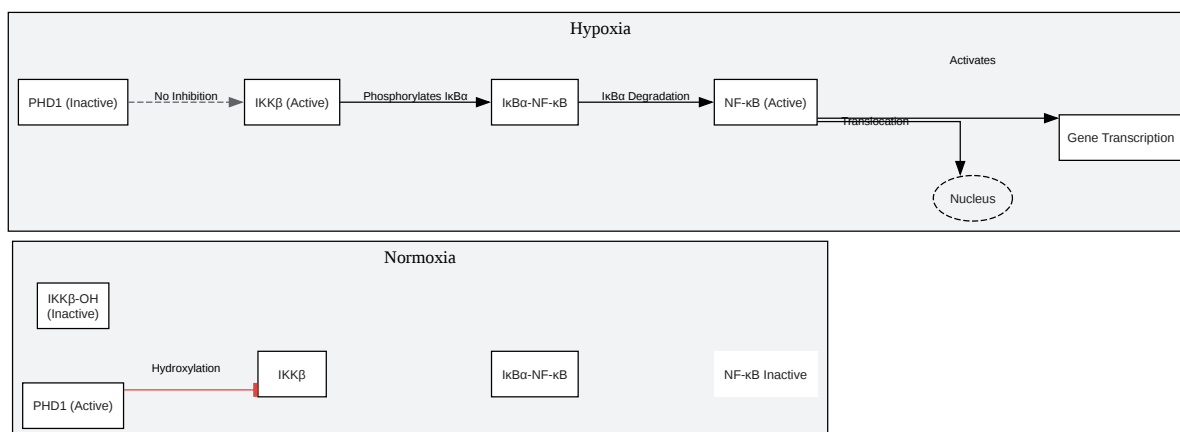 Hypoxia
Activates
PHD1 (Inactive)
No Inhibition
IKKβ (Active)
Phosphorylates IκBα
IκBα-NF-κB
IκBα Degradation
NF-κB (Active)
Translocation
Gene Transcription
Nucleus
Normoxia
IKKβ-OH
(Inactive)
Hydroxylation
IKKβ
IκBα-NF-κB
NF-κB Inactive
PHD1 (Active)